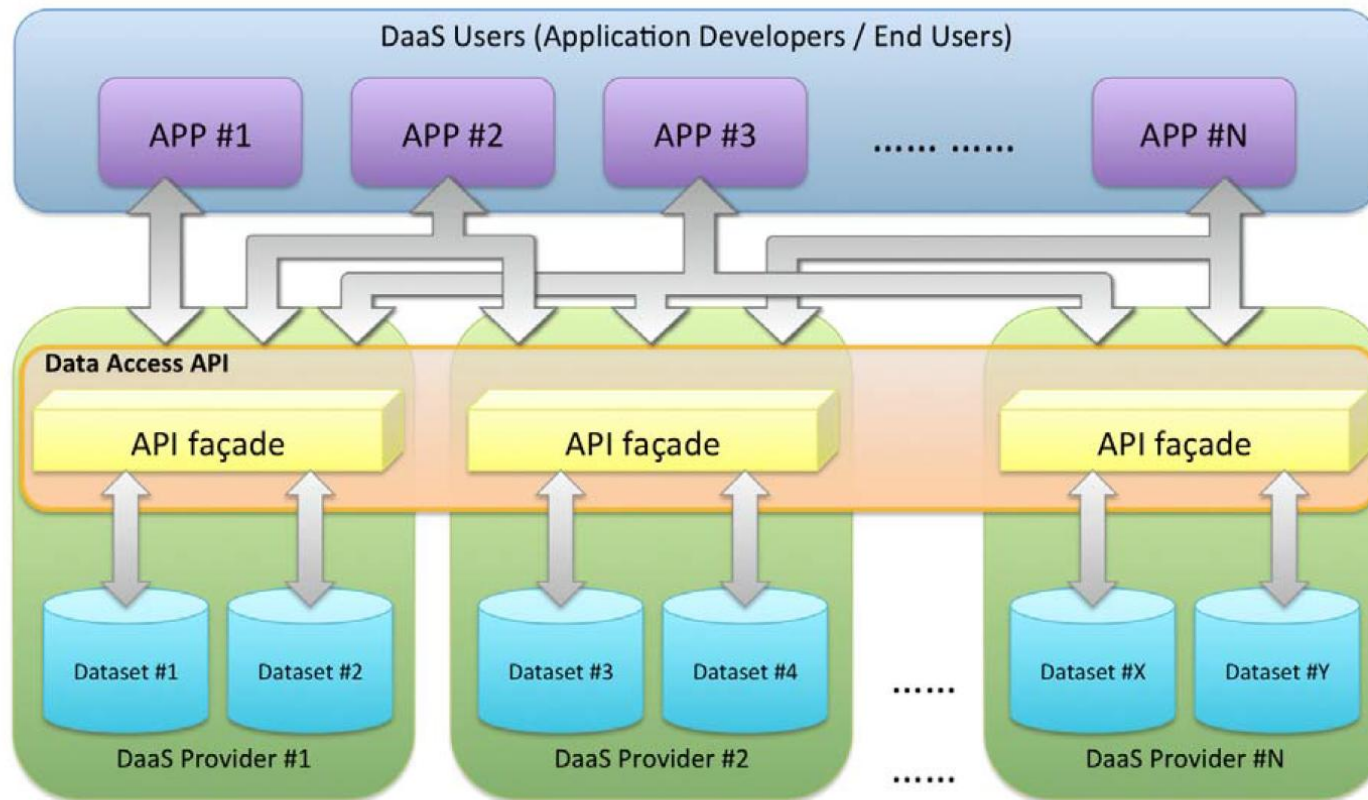 DaaS Users (Application Developers / End Users)
APP #1 APP #2 APP #3 ...... ...... APP #N
Data Access API
API façade API façade API façade
Dataset #1 Dataset #2 Dataset #3 Dataset #4 ...... Dataset #X Dataset #Y
DaaS Provider #1 DaaS Provider #2 ...... DaaS Provider #N